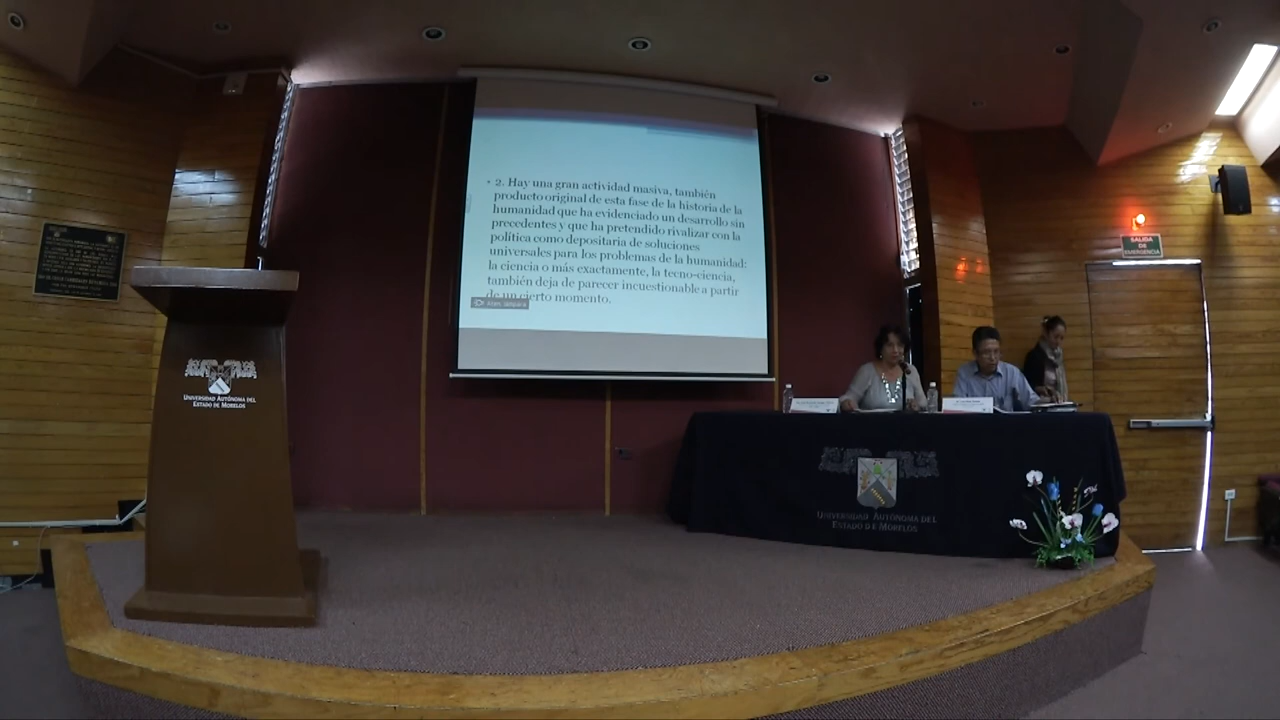 • 2. Hay una gran actividad masiva, también
producto original de esta fase de la historia de la
humanidad que ha evidenciado un desarrollo sin
precedentes y que ha pretendido rivalizar con la
política como depositaria de soluciones
universales para los problemas de la humanidad:
la ciencia o más exactamente, la tecno-ciencia,
también deja de parecer incuestionable a partir
de un cierto momento.
SALIDA
DE
EMERGENCIA
UNIVERSIDAD AUTÓNOMA DEL
ESTADO DE MORELOS
UNIVERSIDAD AUTÓNOMA DEL
ESTADO DE MORELOS